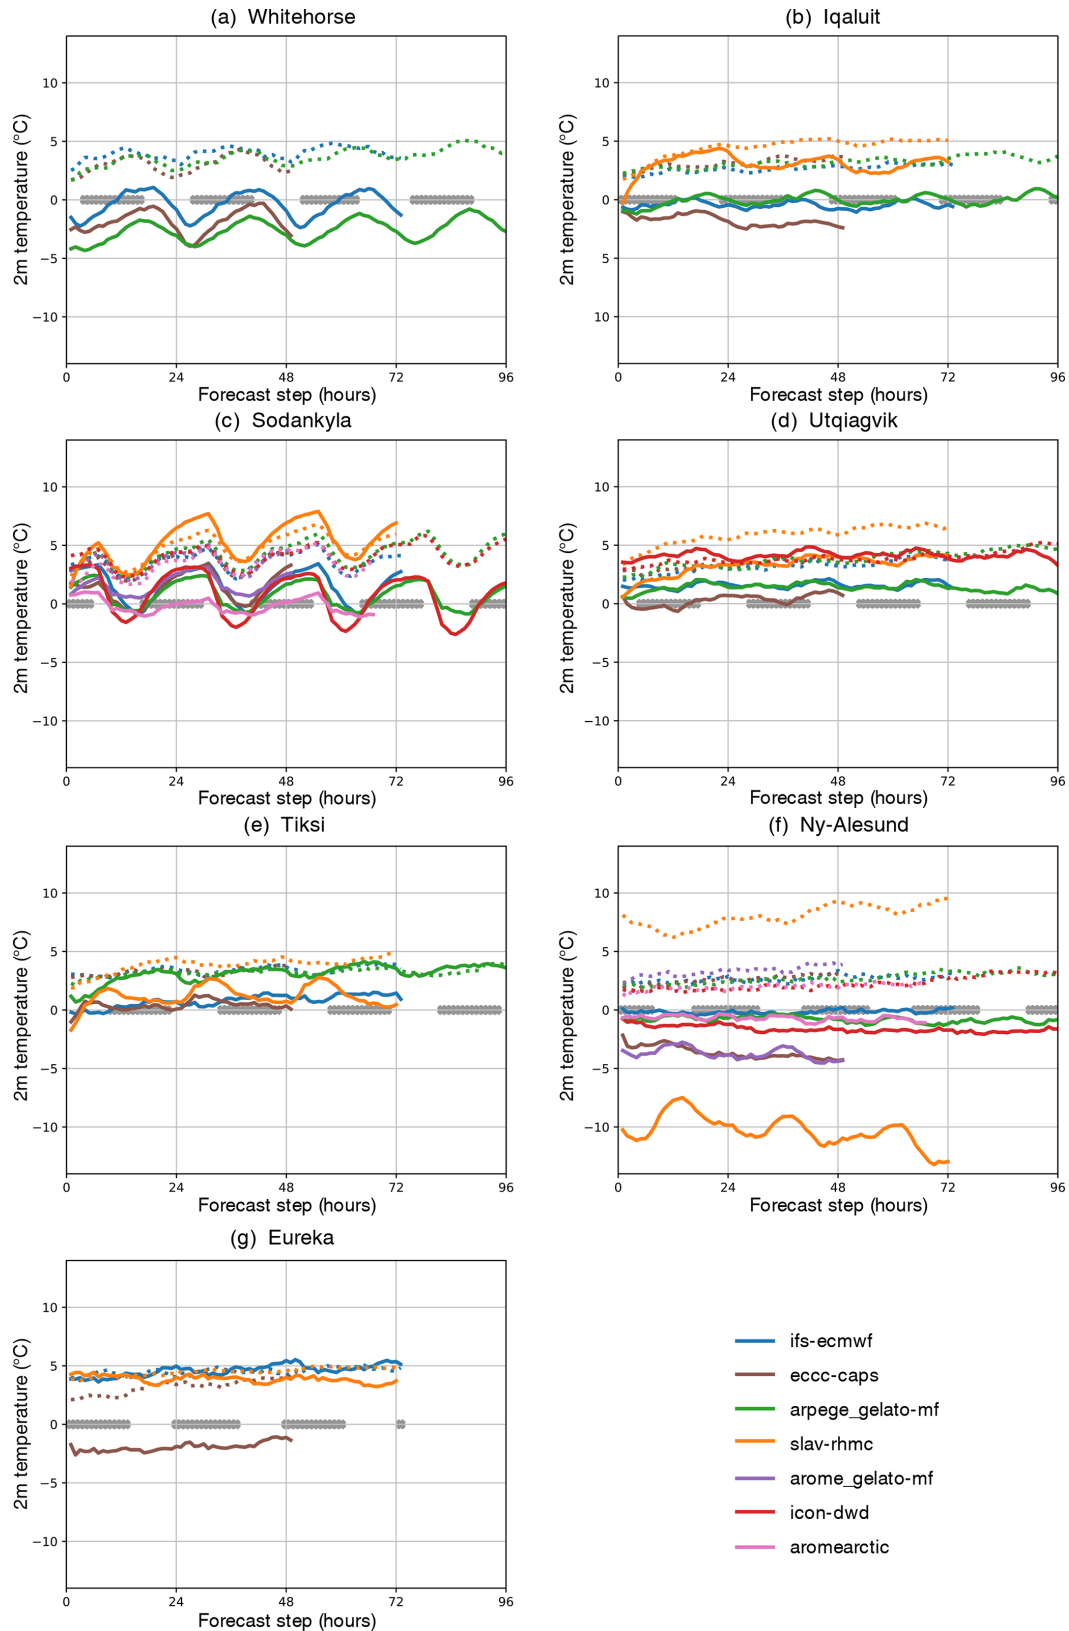 (a) Whitehorse
10
5
0
−5
−10
2m temperature (°C)
0 24 48 72 96
Forecast step (hours)
(b) Iqaluit
10
5
0
5
10
2m temperature (°C)
0 24 48 72 96
Forecast step (hours)
(c) Sodankyla
10
5
0
−5
−10
2m temperature (°C)
0 24 48 72 96
Forecast step (hours)
(d) Utqiagvik
10
5
0
−5
−10
2m temperature (°C)
0 24 48 72 96
Forecast step (hours)
(e) Tiksi
10
5
0
−5
−10
2m temperature (°C)
0 24 48 72 96
Forecast step (hours)
(f) Ny-Alesund
10
5
0
−5
−10
2m temperature (°C)
0 24 48 72 96
Forecast step (hours)
(g) Eureka
10
5
0
−5
−10
2m temperature (°C)
0 24 48 72 96
Forecast step (hours)
ifs-ecmwf
eccc-caps
arpege_gelato-mf
slav-rhmc
arome_gelato-mf
icon-dwd
aromearctic